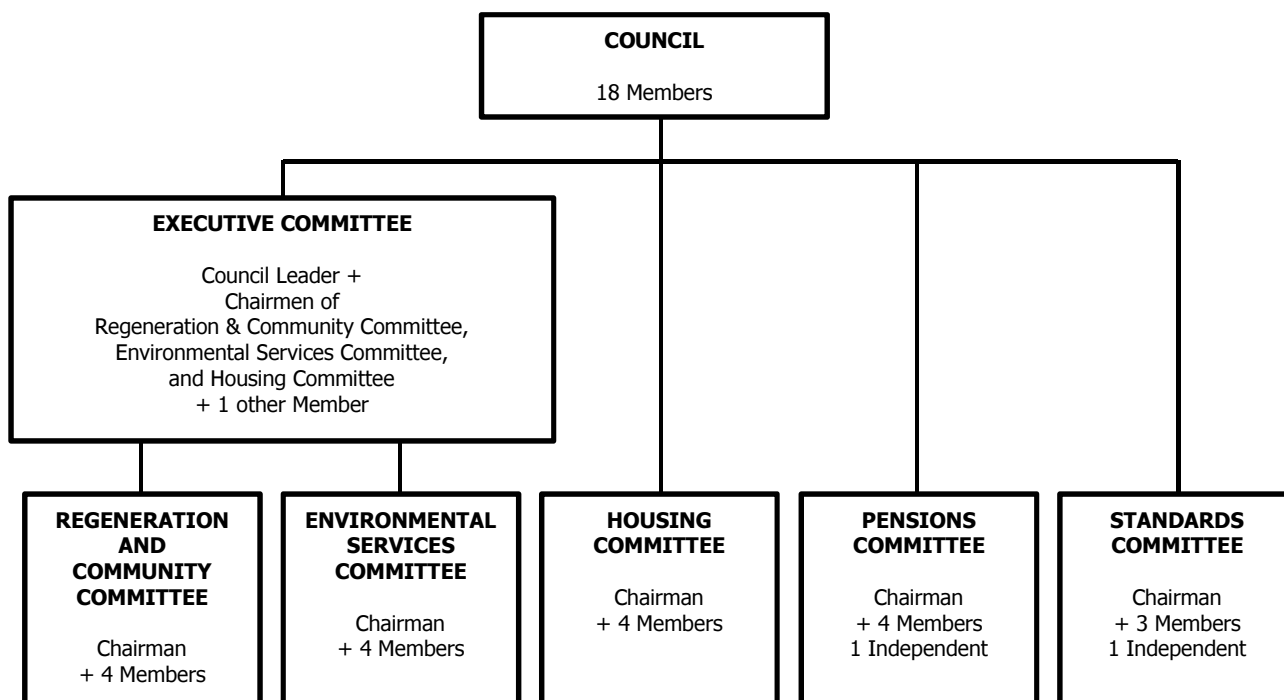 COUNCIL
18 Members
EXECUTIVE COMMITTEE
Council Leader +
Chairmen of
Regeneration & Community Committee,
Environmental Services Committee,
and Housing Committee
+ 1 other Member
REGENERATION
AND
COMMUNITY
COMMITTEE
Chairman
+ 4 Members
ENVIRONMENTAL
SERVICES
COMMITTEE
Chairman
+ 4 Members
HOUSING
COMMITTEE
Chairman
+ 4 Members
PENSIONS
COMMITTEE
Chairman
+ 4 Members
1 Independent
STANDARDS
COMMITTEE
Chairman
+ 3 Members
1 Independent